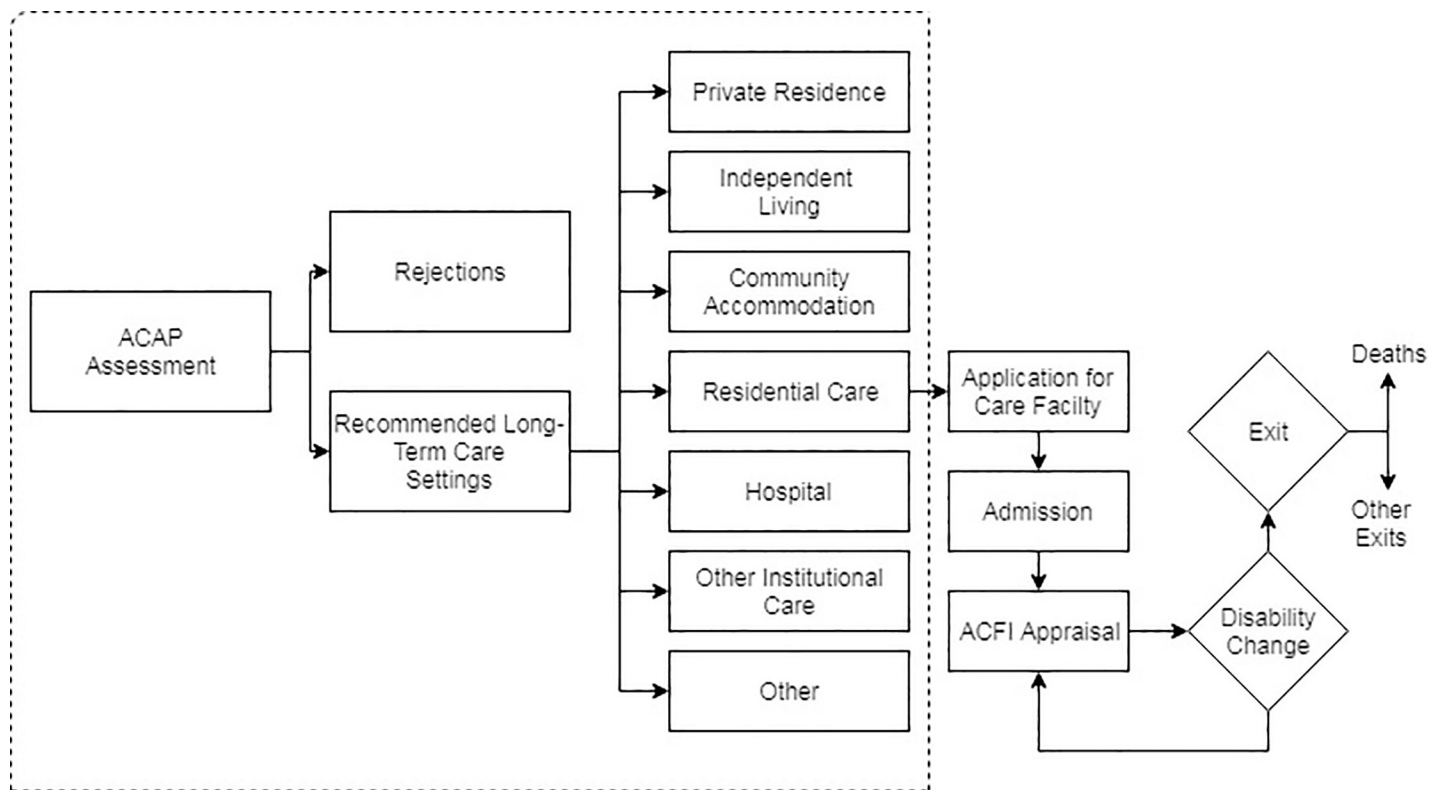 ACAP
Assessment
Rejections
Recommended Long-
Term Care
Settings
Private Residence
Independent
Living
Community
Accommodation
Residential Care
Hospital
Other Institutional
Care
Other
Application for
Care Facilty
Admission
ACFI Appraisal
Disability
Change
Exit
Deaths
Other
Exits